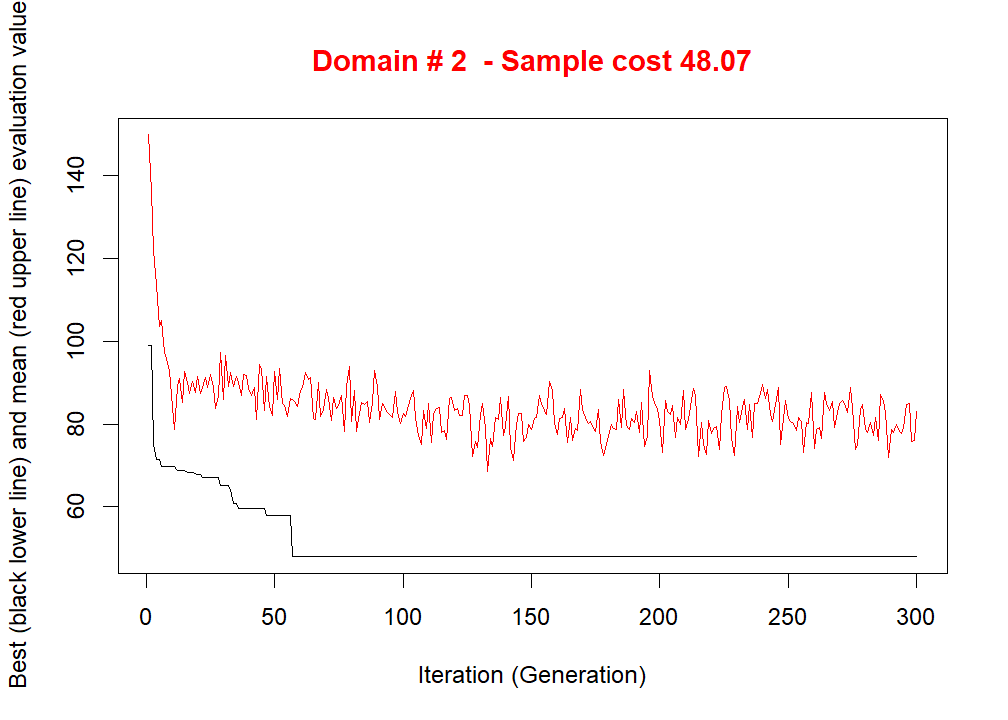 Domain # 2  - Sample cost 48.07
Best (black lower line) and mean (red upper line) evaluation value
140
120
100
80
60
0 50 100 150 200 250 300
Iteration (Generation)